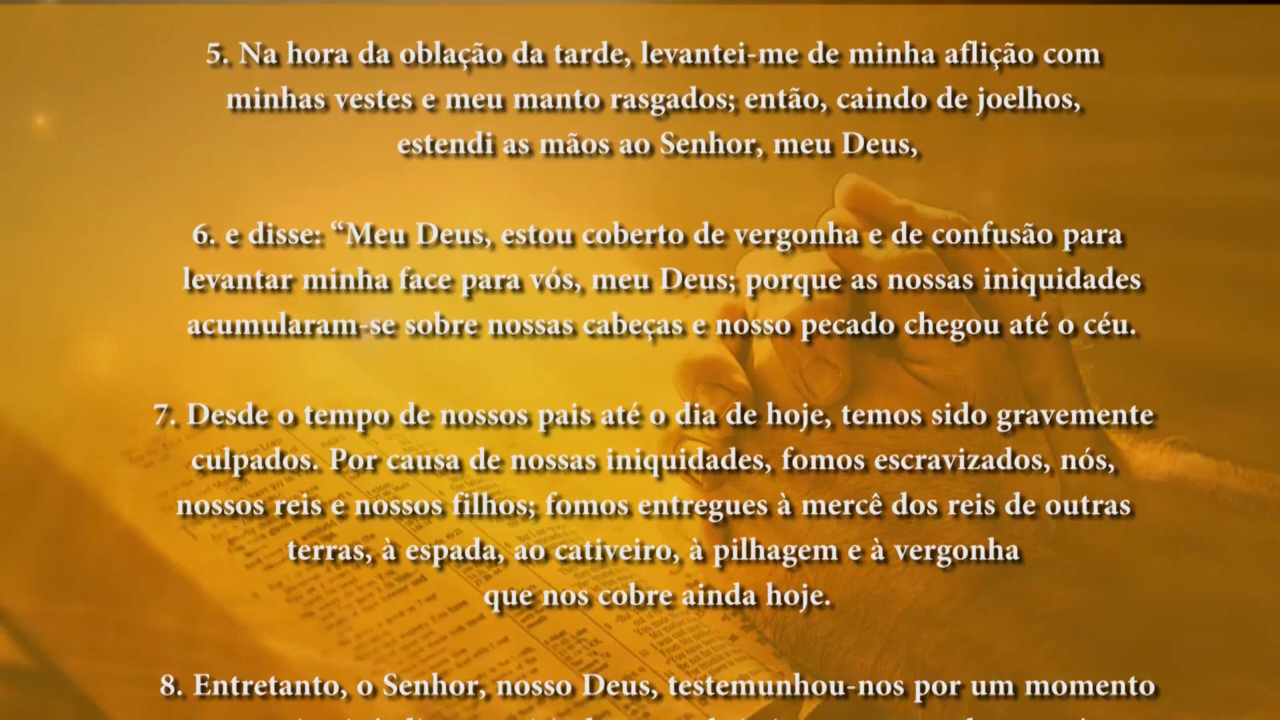 5. Na hora da oblação da tarde, levantei-me de minha aflição com
minhas vestes e meu manto rasgados; então, caindo de joelhos,
estendi as mãos ao Senhor, meu Deus,
6. e disse: “Meu Deus, estou coberto de vergonha e de confusão para
levantar minha face para vós, meu Deus; porque as nossas iniquidades
acumularam-se sobre nossas cabeças e nosso pecado chegou até o céu.
7. Desde o tempo de nossos pais até o dia de hoje, temos sido gravemente
culpados. Por causa de nossas iniquidades, fomos escravizados, nós,
nossos reis e nossos filhos; fomos entregues à mercê dos reis de outras
terras, à espada, ao cativeiro, à pilhagem e à vergonha
que nos cobre ainda hoje.
8. Entretanto, o Senhor, nosso Deus, testemunhou-nos por um momento